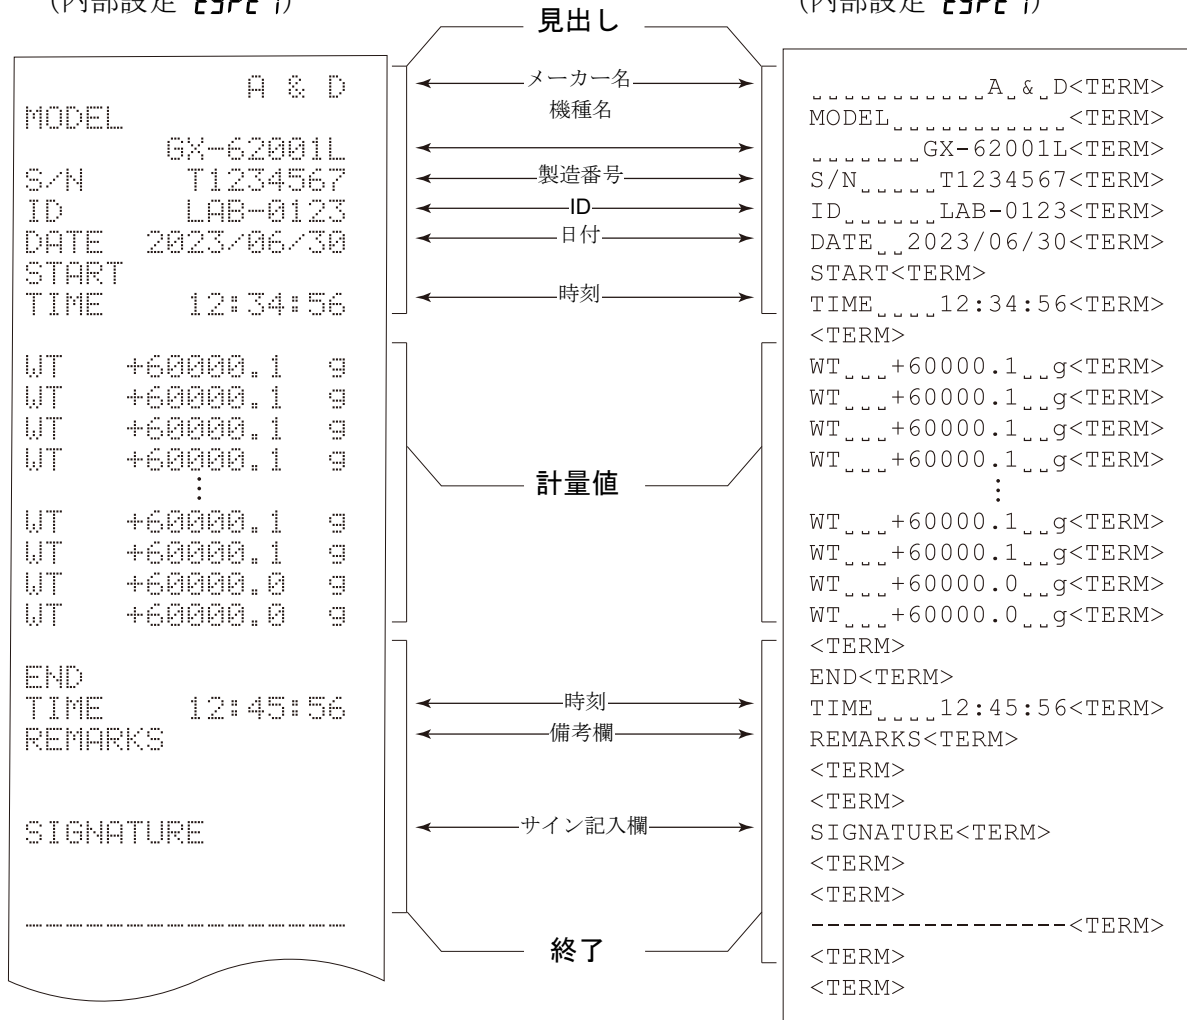 (内部設定 tYPE 1)
A & D
MODEL
GX-62001L
S/N T1234567
ID LAB-0123
DATE 2023/06/30
START
TIME 12:34:56
WT +60000.1 g
WT +60000.1 g
WT +60000.1 g
WT +60000.1 g
⋮
WT +60000.1 g
WT +60000.1 g
WT +60000.0 g
WT +60000.0 g
END
TIME 12:45:56
REMARKS
SIGNATURE
----------------
見出し
メーカー名
機種名
製造番号
ID
日付
時刻
計量値
時刻
備考欄
サイン記入欄
終了
(内部設定 tYPE 1)
␣␣␣␣␣␣␣␣␣␣␣A␣&␣D<TERM>
MODEL␣␣␣␣␣␣␣␣␣␣␣<TERM>
␣␣␣␣␣␣␣GX-62001L<TERM>
S/N␣␣␣␣␣T1234567<TERM>
ID␣␣␣␣␣␣LAB-0123<TERM>
DATE␣␣2023/06/30<TERM>
START<TERM>
TIME␣␣␣␣12:34:56<TERM>
<TERM>
WT␣␣␣+60000.1␣␣g<TERM>
WT␣␣␣+60000.1␣␣g<TERM>
WT␣␣␣+60000.1␣␣g<TERM>
WT␣␣␣+60000.1␣␣g<TERM>
⋮
WT␣␣␣+60000.1␣␣g<TERM>
WT␣␣␣+60000.1␣␣g<TERM>
WT␣␣␣+60000.0␣␣g<TERM>
WT␣␣␣+60000.0␣␣g<TERM>
<TERM>
END<TERM>
TIME␣␣␣␣12:45:56<TERM>
REMARKS<TERM>
<TERM>
<TERM>
SIGNATURE<TERM>
<TERM>
<TERM>
----------------<TERM>
<TERM>
<TERM>